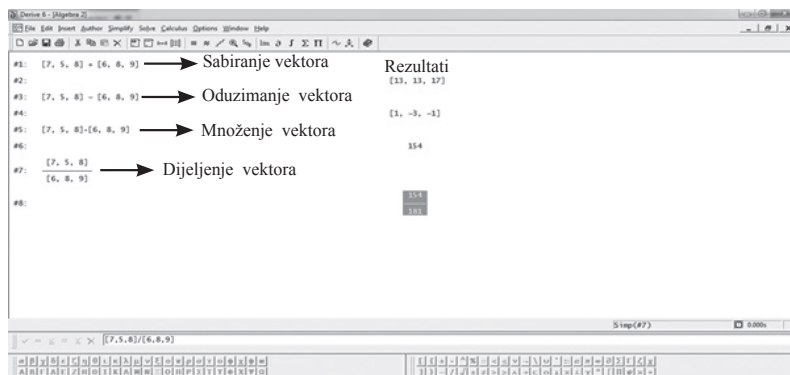 Derive 6 - [Algebra 2]
File Edit Insert Author Simplify Solve Calculus Options Window Help
#1: [7, 5, 8] + [6, 8, 9] Sabiranje vektora Rezultati
#2: [13, 13, 17]
#3: [7, 5, 8] - [6, 8, 9] Oduzimanje vektora
#4: [1, -3, -1]
#5: [7, 5, 8]·[6, 8, 9] Množenje vektora
#6: 154
[7, 5, 8]
#7: Dijeljenje vektora
[6, 8, 9]
154
#8:
181
Simp(#7) 0.000s
[7,5,8]/[6,8,9]